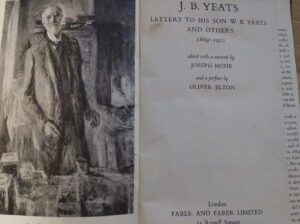 J. B. YEATS
LETTERS TO HIS SON W. B. YEATS
AND OTHERS
1869-1922
edited with a memoir by
JOSEPH HONE
and a preface by
OLIVER ELTON
London
FABER AND FABER LIMITED
24 Russell Square